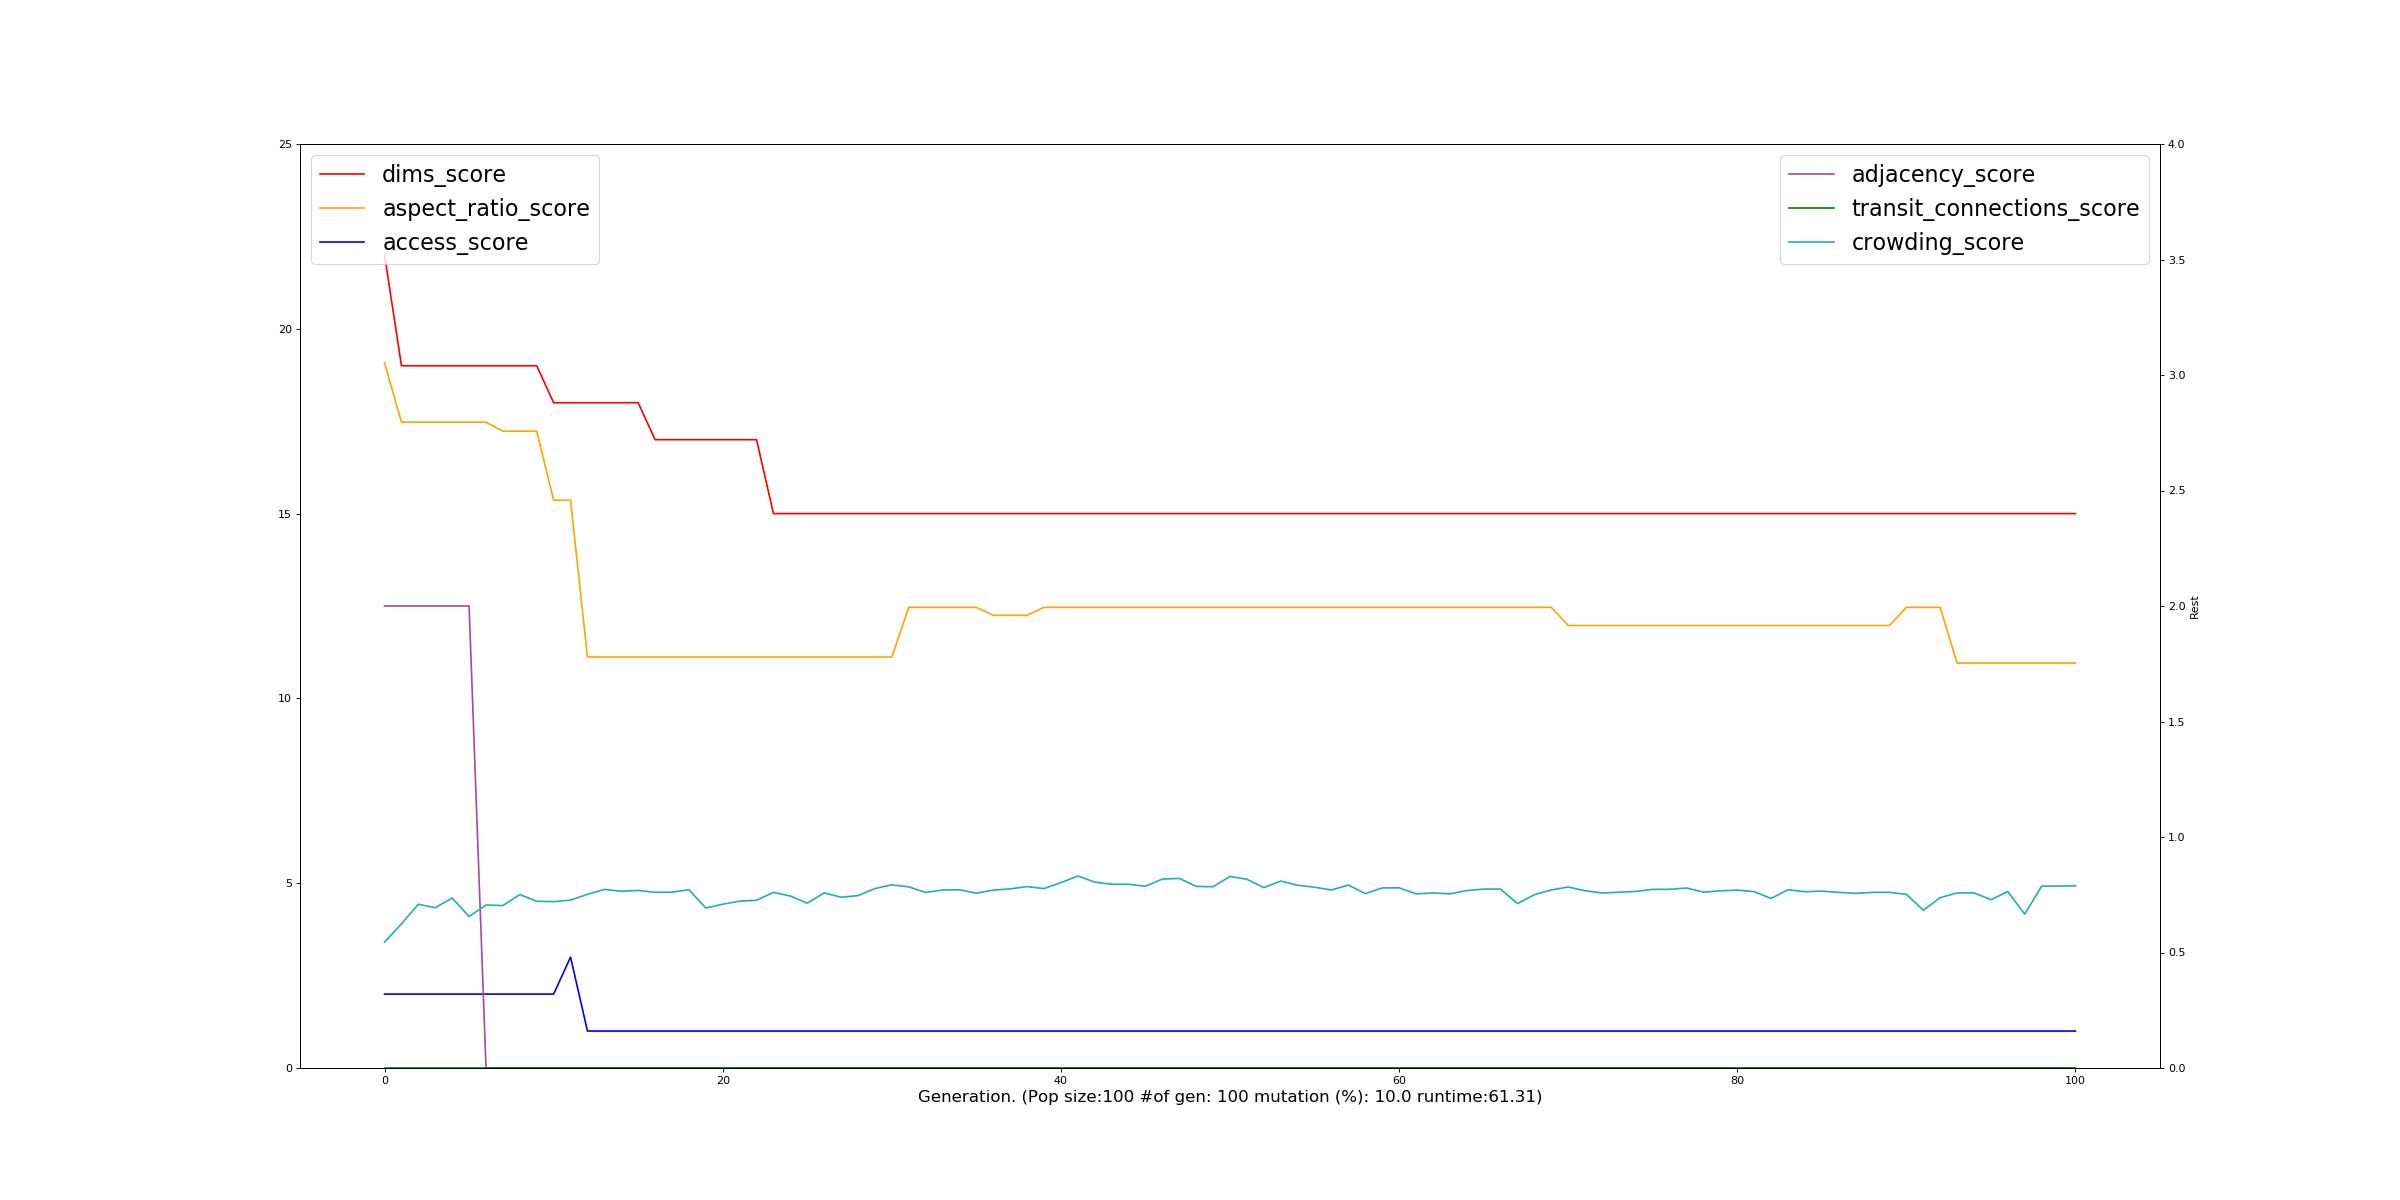 dims_score
aspect_ratio_score
access_score
adjacency_score
transit_connections_score
crowding_score
25
20
15
10
5
0
4.0
3.5
3.0
2.5
2.0
1.5
1.0
0.5
0.0
Rest
0 20 40 60 80 100
Generation. (Pop size:100 #of gen: 100 mutation (%): 10.0 runtime:61.31)